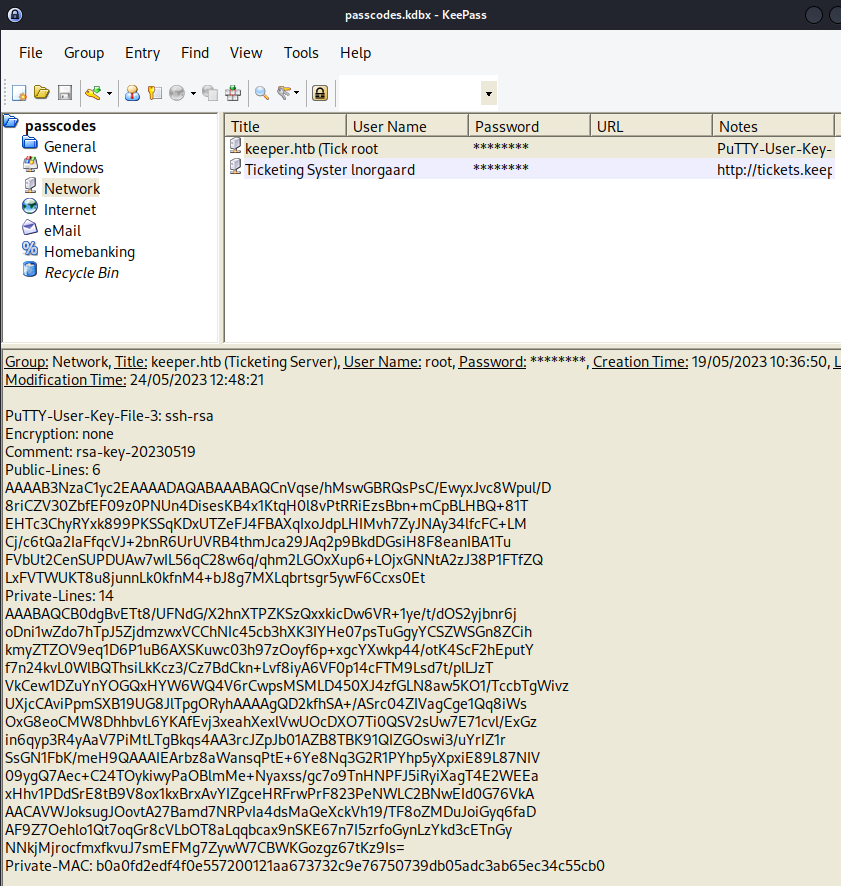 passcodes.kdbx - KeePass
File Group Entry Find View Tools Help
passcodes
General
Windows
Network
Internet
eMail
Homebanking
Recycle Bin
Title User Name Password URL Notes
keeper.htb (Tick root ******** PuTTY-User-Key-
Ticketing Syster lnorgaard ******** http://tickets.keep
Group: Network, Title: keeper.htb (Ticketing Server), User Name: root, Password: ********, Creation Time: 19/05/2023 10:36:50, L
Modification Time: 24/05/2023 12:48:21
PuTTY-User-Key-File-3: ssh-rsa
Encryption: none
Comment: rsa-key-20230519
Public-Lines: 6
AAAAB3NzaC1yc2EAAAADAQABAAABAQCnVqse/hMswGBRQsPsC/EwyxJvc8Wpul/D
8riCZV30ZbfEF09z0PNUn4DisesKB4x1KtqH0l8vPtRRiEzsBbn+mCpBLHBQ+81T
EHTc3ChyRYxk899PKSSqKDxUTZeFJ4FBAXqIxoJdpLHIMvh7ZyJNAy34lfcFC+LM
Cj/c6tQa2IaFfqcVJ+2bnR6UrUVRB4thmJca29JAq2p9BkdDGsiH8F8eanIBA1Tu
FVbUt2CenSUPDUAw7wIL56qC28w6q/qhm2LGOxXup6+LOjxGNNtA2zJ38P1FTfZQ
LxFVTWUKT8u8junnLk0kfnM4+bJ8g7MXLqbrtsgr5ywF6Ccxs0Et
Private-Lines: 14
AAABAQCB0dgBvETt8/UFNdG/X2hnXTPZKSzQxxkicDw6VR+1ye/t/dOS2yjbnr6j
oDni1wZdo7hTpJ5ZjdmzwxVCChNIc45cb3hXK3IYHe07psTuGgyYCSZWSGn8ZCih
kmyZTZOV9eq1D6P1uB6AXSKuwc03h97zOoyf6p+xgcYXwkp44/otK4ScF2hEputY
f7n24kvL0WlBQThsiLkKcz3/Cz7BdCkn+Lvf8iyA6VF0p14cFTM9Lsd7t/plLJzT
VkCew1DZuYnYOGQxHYW6WQ4V6rCwpsMSMLD450XJ4zfGLN8aw5KO1/TccbTgWivz
UXjcCAviPpmSXB19UG8JlTpgORyhAAAAgQD2kfhSA+/ASrc04ZIVagCge1Qq8iWs
OxG8eoCMW8DhhbvL6YKAfEvj3xeahXexlVwUOcDXO7Ti0QSV2sUw7E71cvl/ExGz
in6qyp3R4yAaV7PiMtLTgBkqs4AA3rcJZpJb01AZB8TBK91QIZGOswi3/uYrIZ1r
SsGN1FbK/meH9QAAAIEArbz8aWansqPtE+6Ye8Nq3G2R1PYhp5yXpxiE89L87NIV
09ygQ7Aec+C24TOykiwyPaOBlmMe+Nyaxss/gc7o9TnHNPFJ5iRyiXagT4E2WEEa
xHhv1PDdSrE8tB9V8ox1kxBrxAvYIZgceHRFrwPrF823PeNWLC2BNwEId0G76VkA
AACAVWJoksugJOovtA27Bamd7NRPvIa4dsMaQeXckVh19/TF8oZMDuJoiGyq6faD
AF9Z7Oehlo1Qt7oqGr8cVLbOT8aLqqbcax9nSKE67n7I5zrfoGynLzYkd3cETnGy
NNkjMjrocfmxfkvuJ7smEFMg7ZywW7CBWKGozgz67tKz9Is=
Private-MAC: b0a0fd2edf4f0e557200121aa673732c9e76750739db05adc3ab65ec34c55cb0